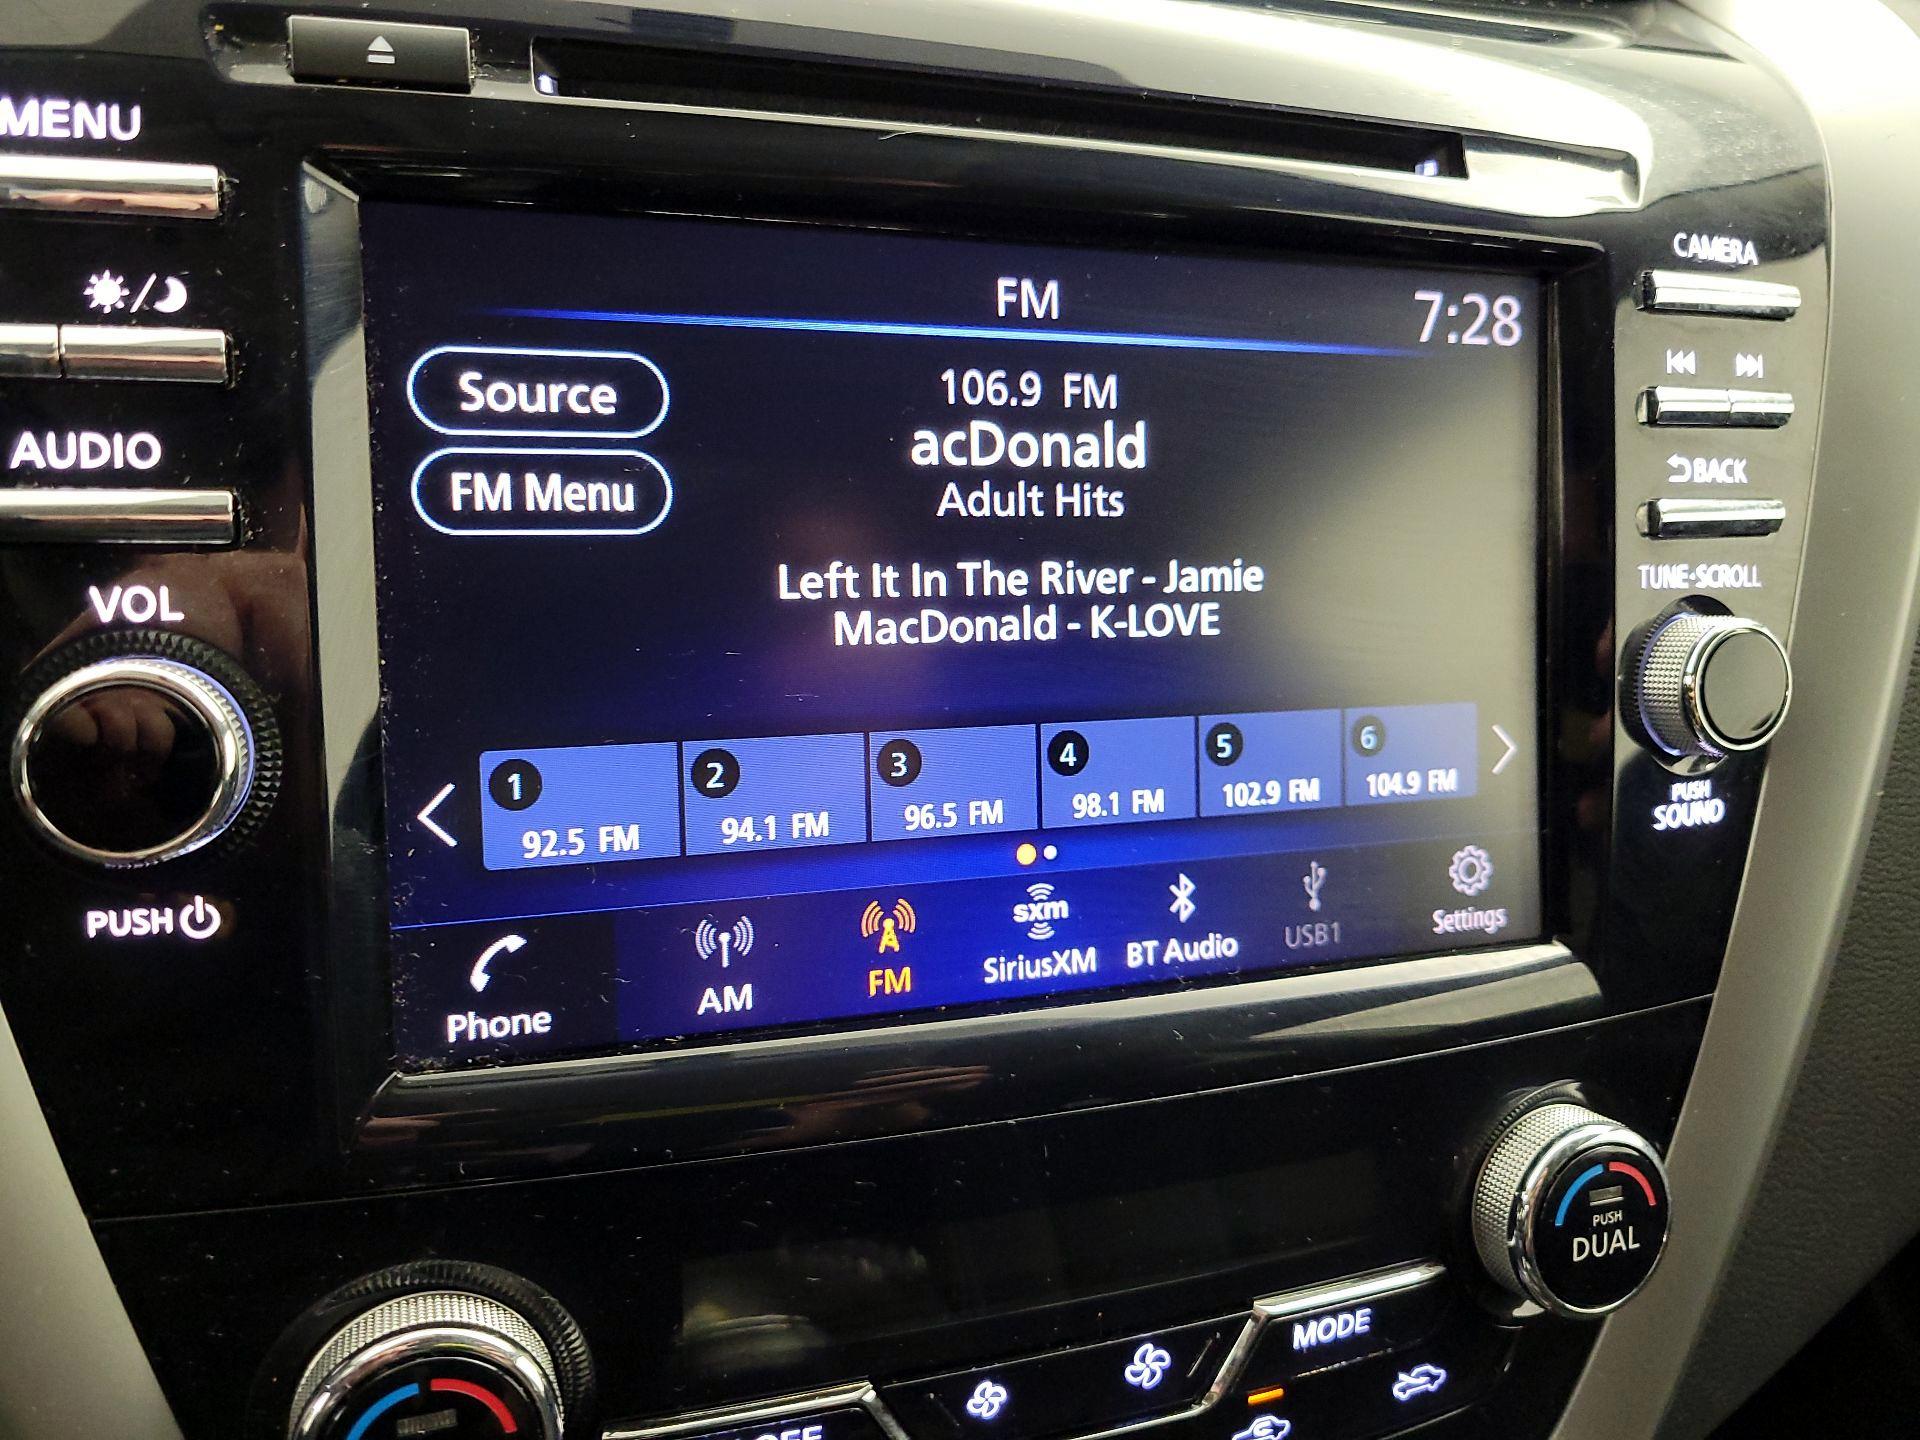 MENU
AUDIO
VOL
PUSH
FM
7:28
Source
FM Menu
106.9 FM
acDonald
Adult Hits
Left It In The River - Jamie
MacDonald - K-LOVE
1
92.5 FM
2
94.1 FM
3
96.5 FM
4
98.1 FM
5
102.9 FM
6
104.9 FM
Phone
AM
FM
sxm
SiriusXM
BT Audio
USB1
Settings
CAMERA
BACK
TUNE•SCROLL
PUSH
SOUND
PUSH
DUAL
MODE